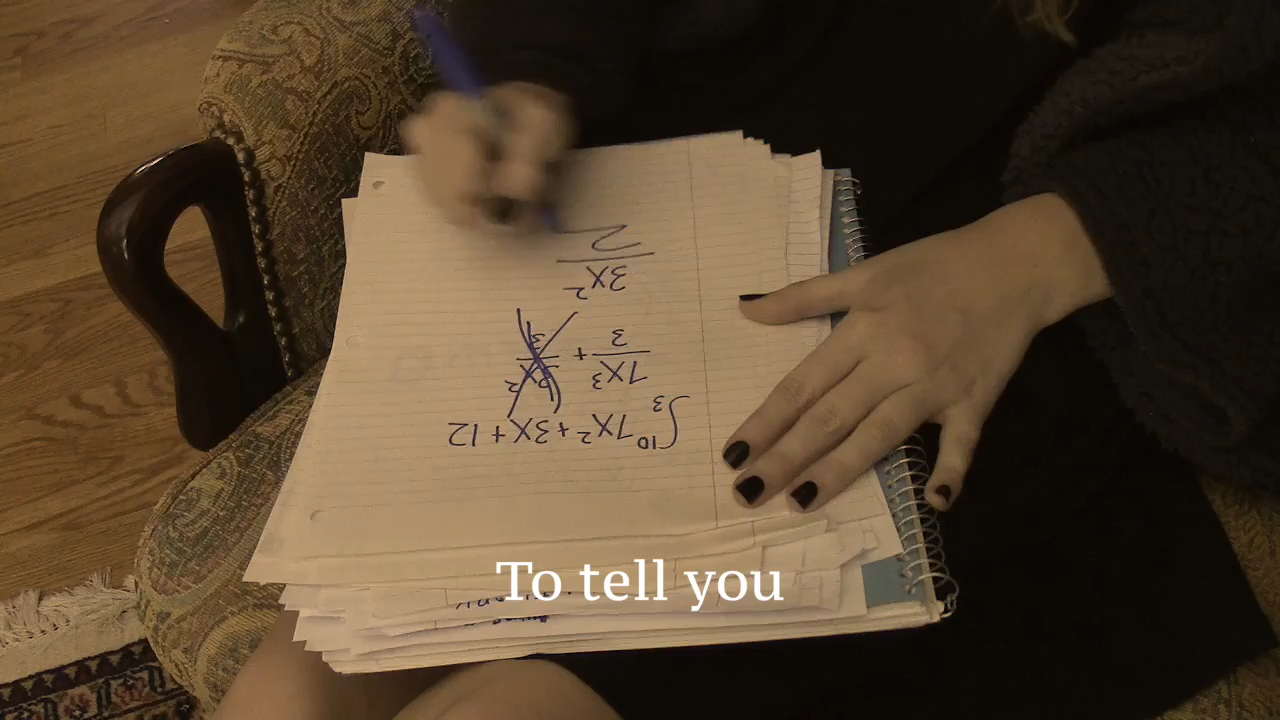 ∫₃¹⁰ 7x² + 3x + 12
7x³
3
+
3x²
2
To tell you